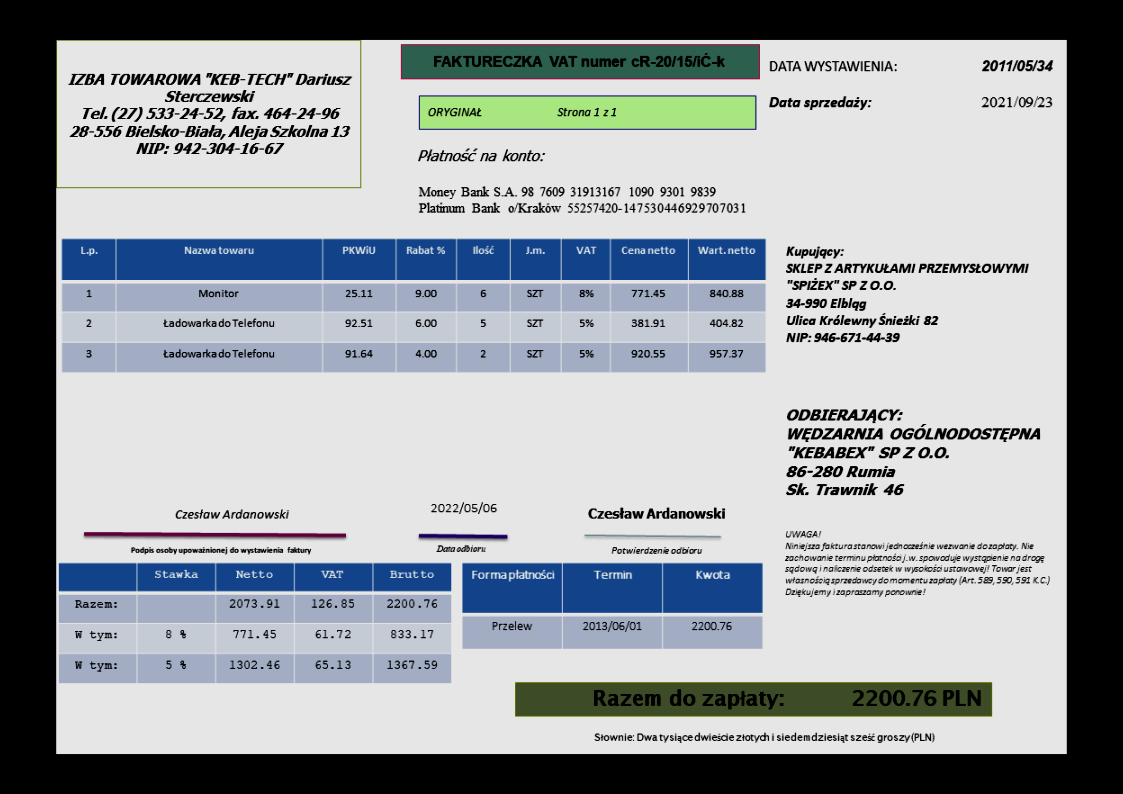 IZBA TOWAROWA "KEB-TECH" Dariusz
Sterczewski
Tel. (27) 533-24-52, fax. 464-24-96
28-556 Bielsko-Biała, Aleja Szkolna 13
NIP: 942-304-16-67
FAKTURECZKA VAT numer cR-20/15/iĆ-k
DATA WYSTAWIENIA: 2011/05/34
ORYGINAŁ Strona 1 z 1
Data sprzedaży: 2021/09/23
Płatność na konto:
Money Bank S.A. 98 7609 31913167 1090 9301 9839
Platinum Bank o/Kraków 55257420-147530446929707031
L.p. Nazwa towaru PKWiU Rabat % Ilość J.m. VAT Cena netto Wart. netto
1 Monitor 25.11 9.00 6 SZT 8% 771.45 840.88
2 Ładowarka do Telefonu 92.51 6.00 5 SZT 5% 381.91 404.82
3 Ładowarka do Telefonu 91.64 4.00 2 SZT 5% 920.55 957.37
Kupujący:
SKLEP Z ARTYKUŁAMI PRZEMYSŁOWYMI
"SPIŻEX" SP Z O.O.
34-990 Elbląg
Ulica Królewny Śnieżki 82
NIP: 946-671-44-39
ODBIERAJĄCY:
WĘDZARNIA OGÓLNODOSTĘPNA
"KEBABEX" SP Z O.O.
86-280 Rumia
Sk. Trawnik 46
Czesław Ardanowski
Podpis osoby upoważnionej do wystawienia faktury
2022/05/06
Data odbioru
Czesław Ardanowski
Potwierdzenie odbioru
UWAGA!
Niniejsza faktura stanowi jednocześnie wezwanie do zapłaty. Nie
zachowanie terminu płatności j.w. spowoduje wystąpienie na drogę
sądową i naliczenie odsetek w wysokości ustawowej! Towar jest
własnością sprzedawcy do momentu zapłaty (Art. 589, 590, 591 K.C.)
Dziękujemy i zapraszamy ponownie!
Stawka Netto VAT Brutto
Razem: 2073.91 126.85 2200.76
W tym: 8 % 771.45 61.72 833.17
W tym: 5 % 1302.46 65.13 1367.59
Forma płatności Termin Kwota
Przelew 2013/06/01 2200.76
Razem do zapłaty: 2200.76 PLN
Słownie: Dwa tysiące dwieście złotych i siedemdziesiąt sześć groszy (PLN)